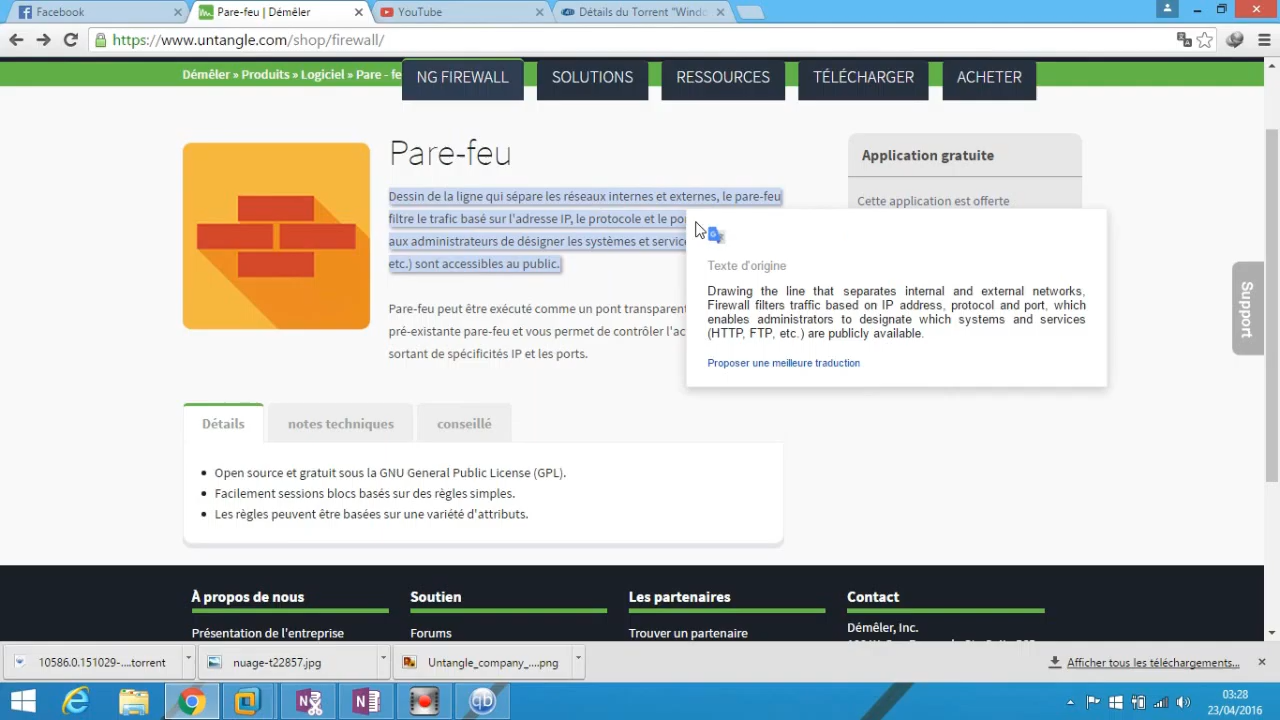 Facebook
Pare-feu | Démêler
YouTube
Détails du Torrent "Windo
https://www.untangle.com/shop/firewall/
Démêler » Produits » Logiciel » Pare - fe
NG FIREWALL
SOLUTIONS
RESSOURCES
TÉLÉCHARGER
ACHETER
Pare-feu
Dessin de la ligne qui sépare les réseaux internes et externes, le pare-feu
filtre le trafic basé sur l'adresse IP, le protocole et le por
aux administrateurs de désigner les systèmes et service
etc.) sont accessibles au public.
Pare-feu peut être exécuté comme un pont transparent
pré-existante pare-feu et vous permet de contrôler l'ac
sortant de spécificités IP et les ports.
Application gratuite
Cette application est offerte
Texte d'origine
Drawing the line that separates internal and external networks,
Firewall filters traffic based on IP address, protocol and port, which
enables administrators to designate which systems and services
(HTTP, FTP, etc.) are publicly available.
Proposer une meilleure traduction
Support
Détails
notes techniques
conseillé
Open source et gratuit sous la GNU General Public License (GPL).
Facilement sessions blocs basés sur des règles simples.
Les règles peuvent être basées sur une variété d'attributs.
À propos de nous
Soutien
Les partenaires
Contact
Présentation de l'entreprise
Forums
Trouver un partenaire
Démêler, Inc.
10586.0.151029-....torrent
nuage-t22857.jpg
Untangle_company_....png
Afficher tous les téléchargements...
03:28
23/04/2016